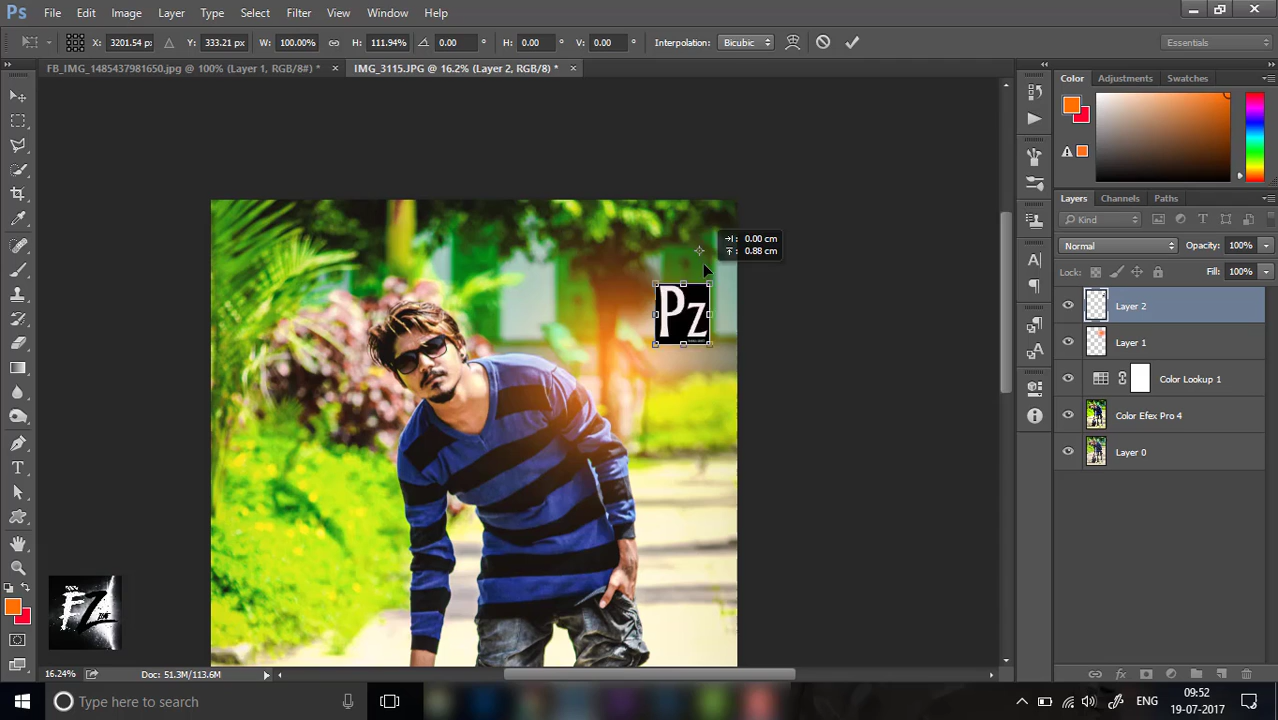 Ps File Edit Image Layer Type Select Filter 3D View Window Help
X: 3201.54 px Y: 333.21 px W: 100.00% H: 111.94% 0.00 ° H: 0.00 ° V: 0.00 ° Interpolation: Bicubic Essentials
FB_IMG_1485437981650.jpg @ 100% (Layer 1, RGB/8#) * × IMG_3115.JPG @ 16.2% (Layer 2, RGB/8) * ×
Color Adjustments Swatches
Layers Channels Paths
Kind
Normal Opacity: 100%
Lock: Fill: 100%
Layer 2
Layer 1
Color Lookup 1
Color Efex Pro 4
Layer 0
0.00 cm
0.88 cm
Pz
EZ
16.24% Doc: 51.3M/113.6M
Type here to search
ENG
09:52
19-07-2017